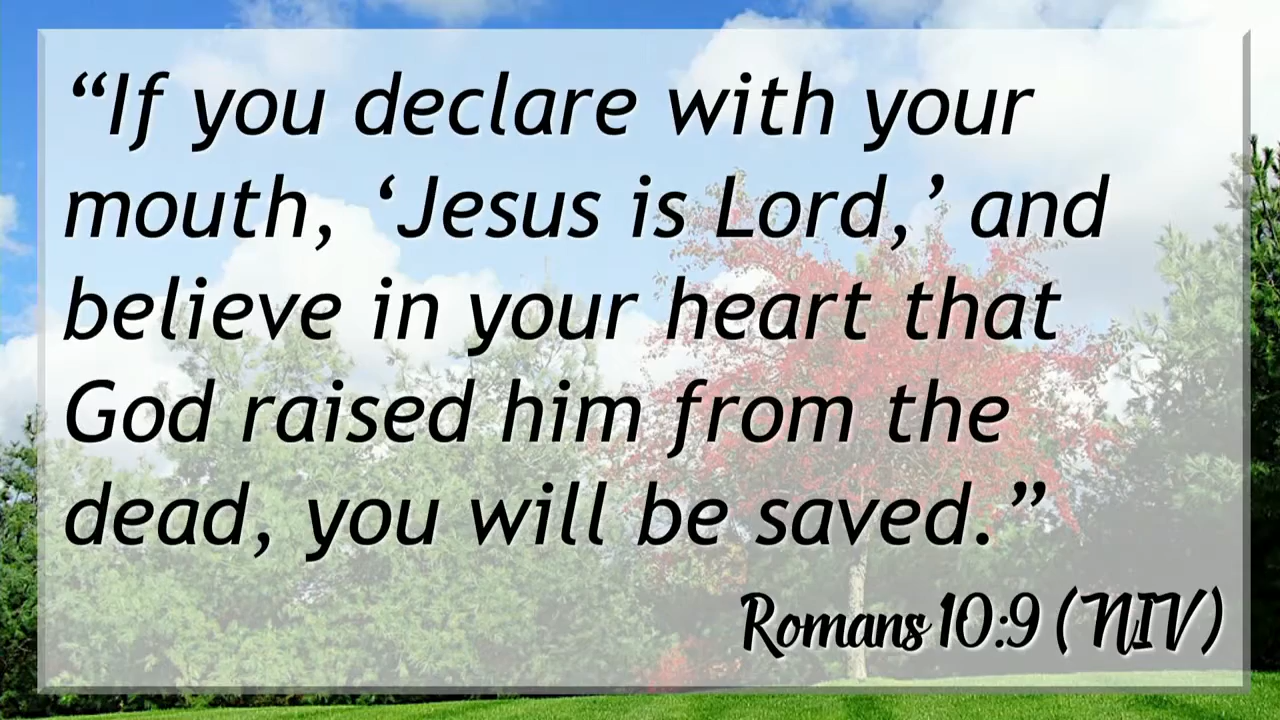 “If you declare with your
mouth, ‘Jesus is Lord,’ and
believe in your heart that
God raised him from the
dead, you will be saved.”
Romans 10:9 (NIV)